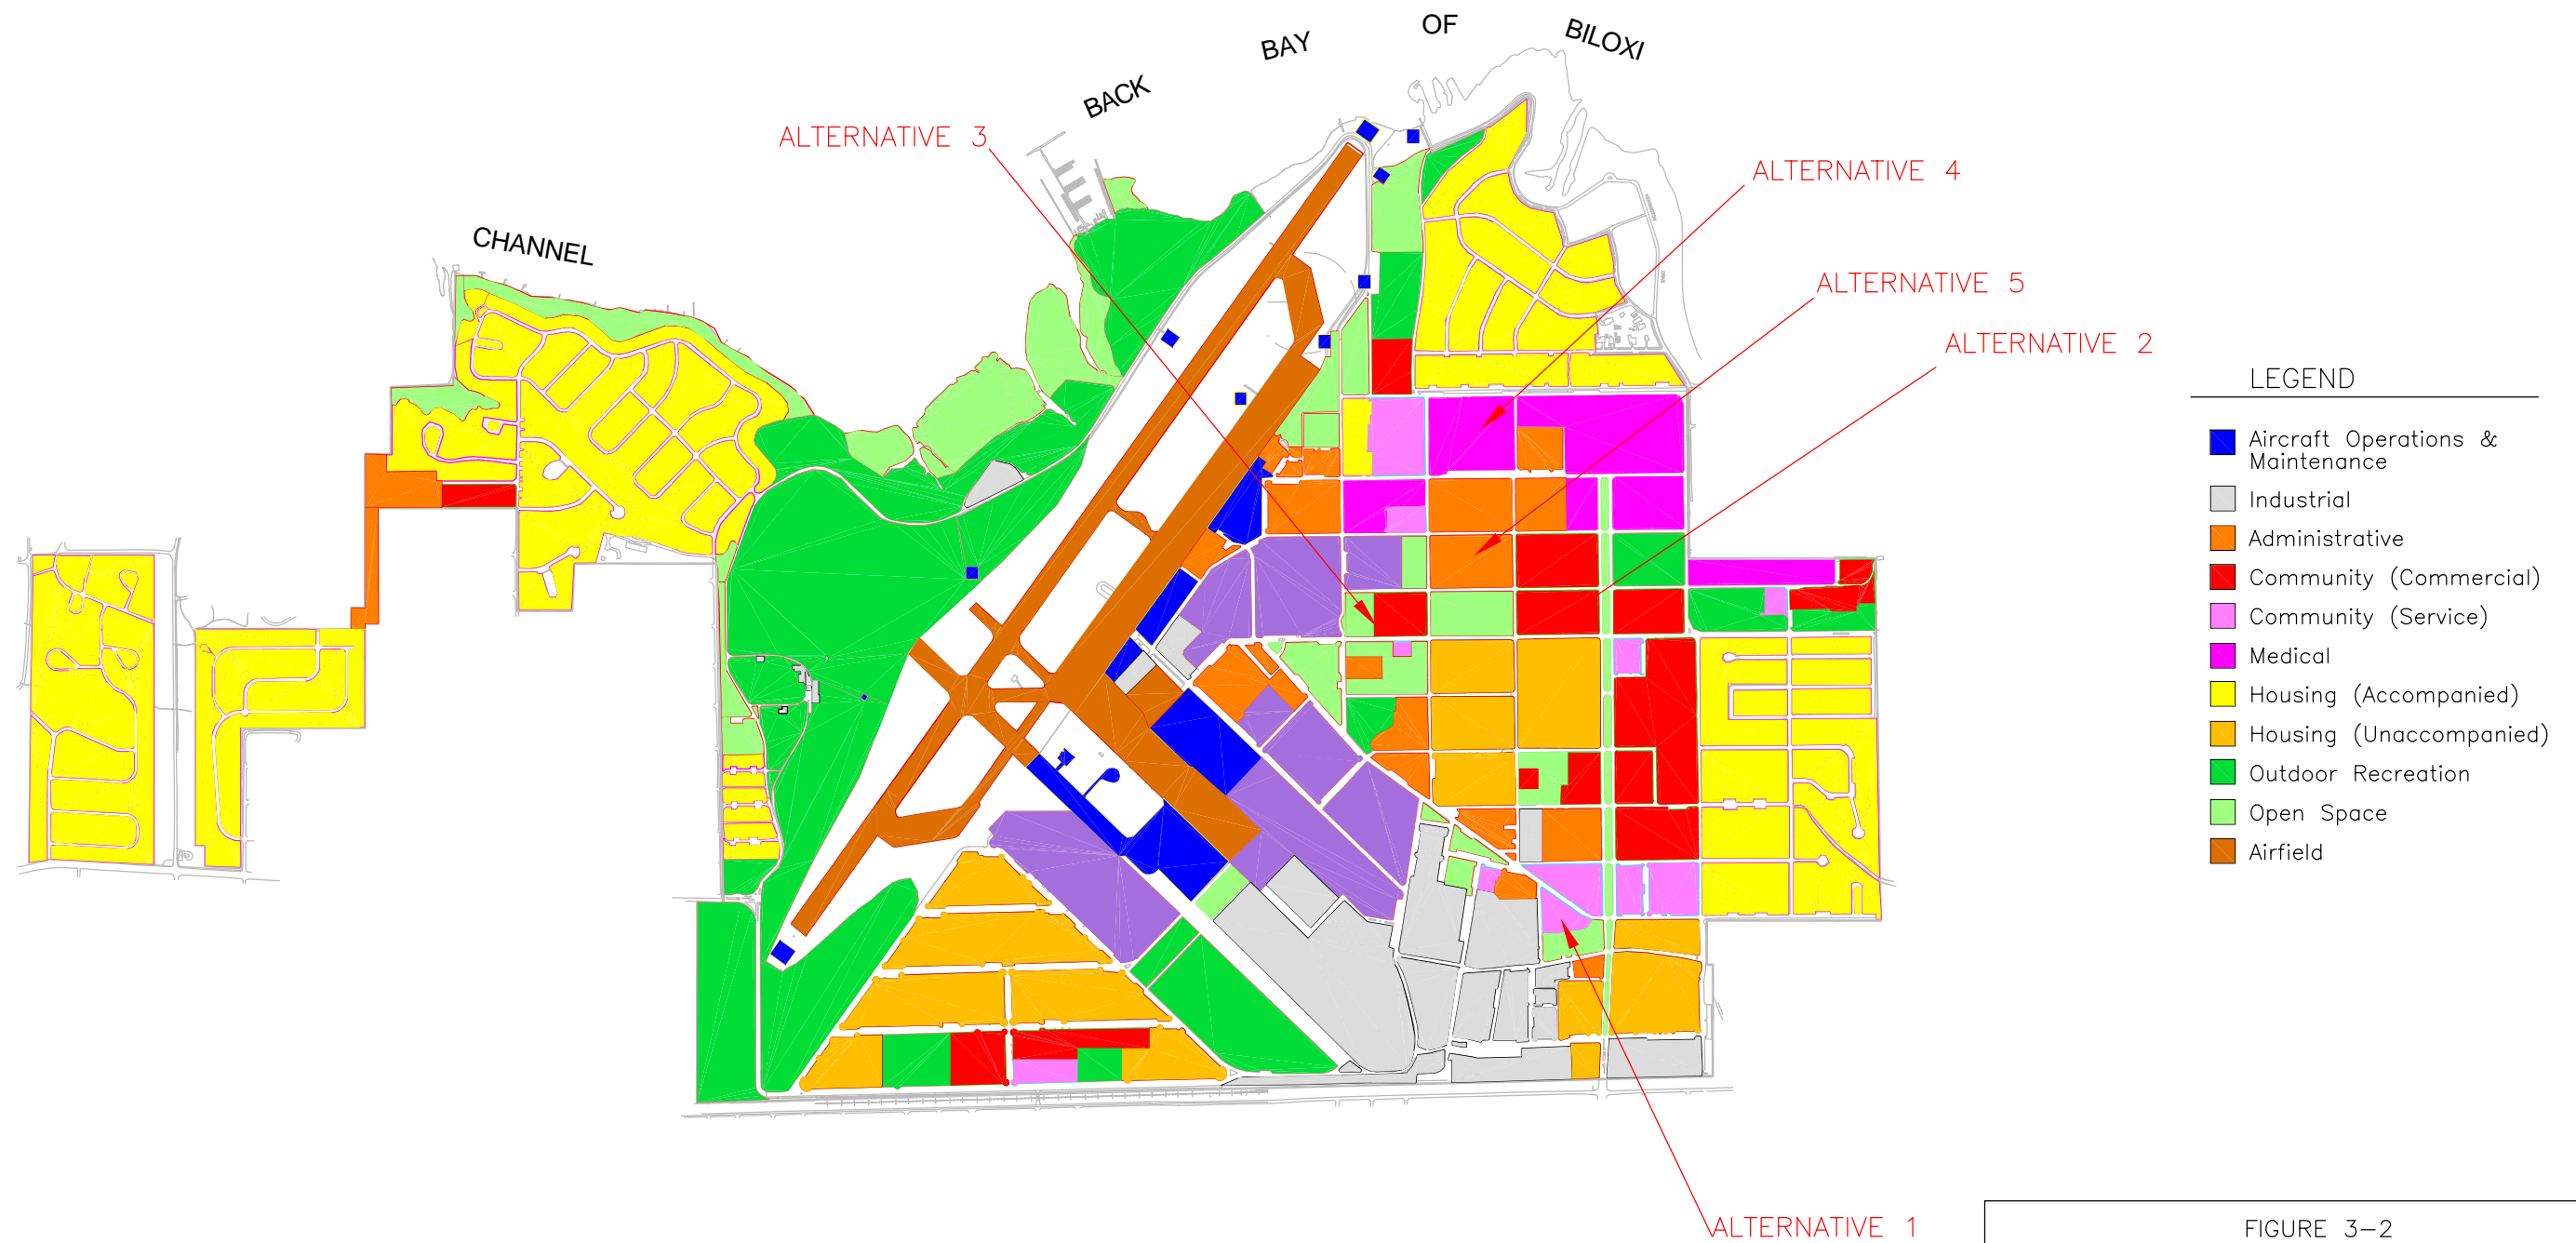 BACK BAY OF BILOXI
CHANNEL
ALTERNATIVE 3
ALTERNATIVE 4
ALTERNATIVE 5
ALTERNATIVE 2
LEGEND
Aircraft Operations &
Maintenance
Industrial
Administrative
Community (Commercial)
Community (Service)
Medical
Housing (Accompanied)
Housing (Unaccompanied)
Outdoor Recreation
Open Space
Airfield
ALTERNATIVE 1
FIGURE 3-2